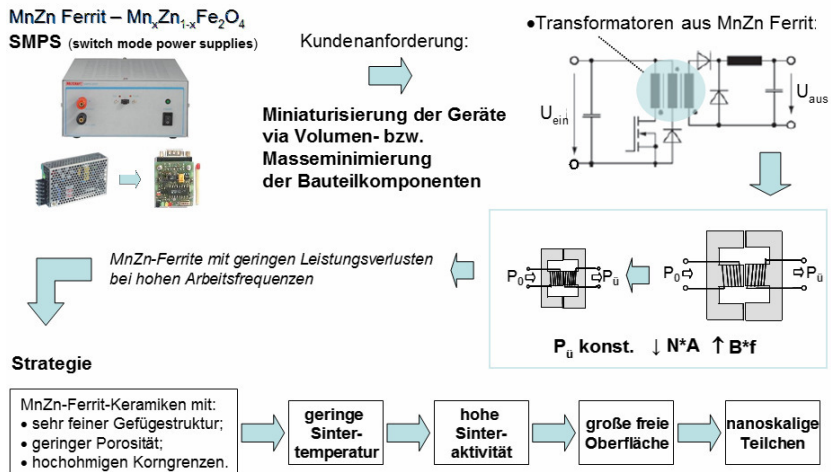 MnZn Ferrit – MnxZn1-xFe2O4
SMPS (switch mode power supplies)
Kundenanforderung:
Miniaturisierung der Geräte
via Volumen- bzw.
Masseminimierung
der Bauteilkomponenten
•Transformatoren aus MnZn Ferrit:
Uein
Uaus
MnZn-Ferrite mit geringen Leistungsverlusten
bei hohen Arbeitsfrequenzen
P0
Pü
P0
Pü
Pü konst. ↓ N*A ↑ B*f
Strategie
MnZn-Ferrit-Keramiken mit:
• sehr feiner Gefügestruktur;
• geringer Porosität;
• hochohmigen Korngrenzen.
geringe
Sinter-
temperatur
hohe
Sinter-
aktivität
große freie
Oberfläche
nanoskalige
Teilchen